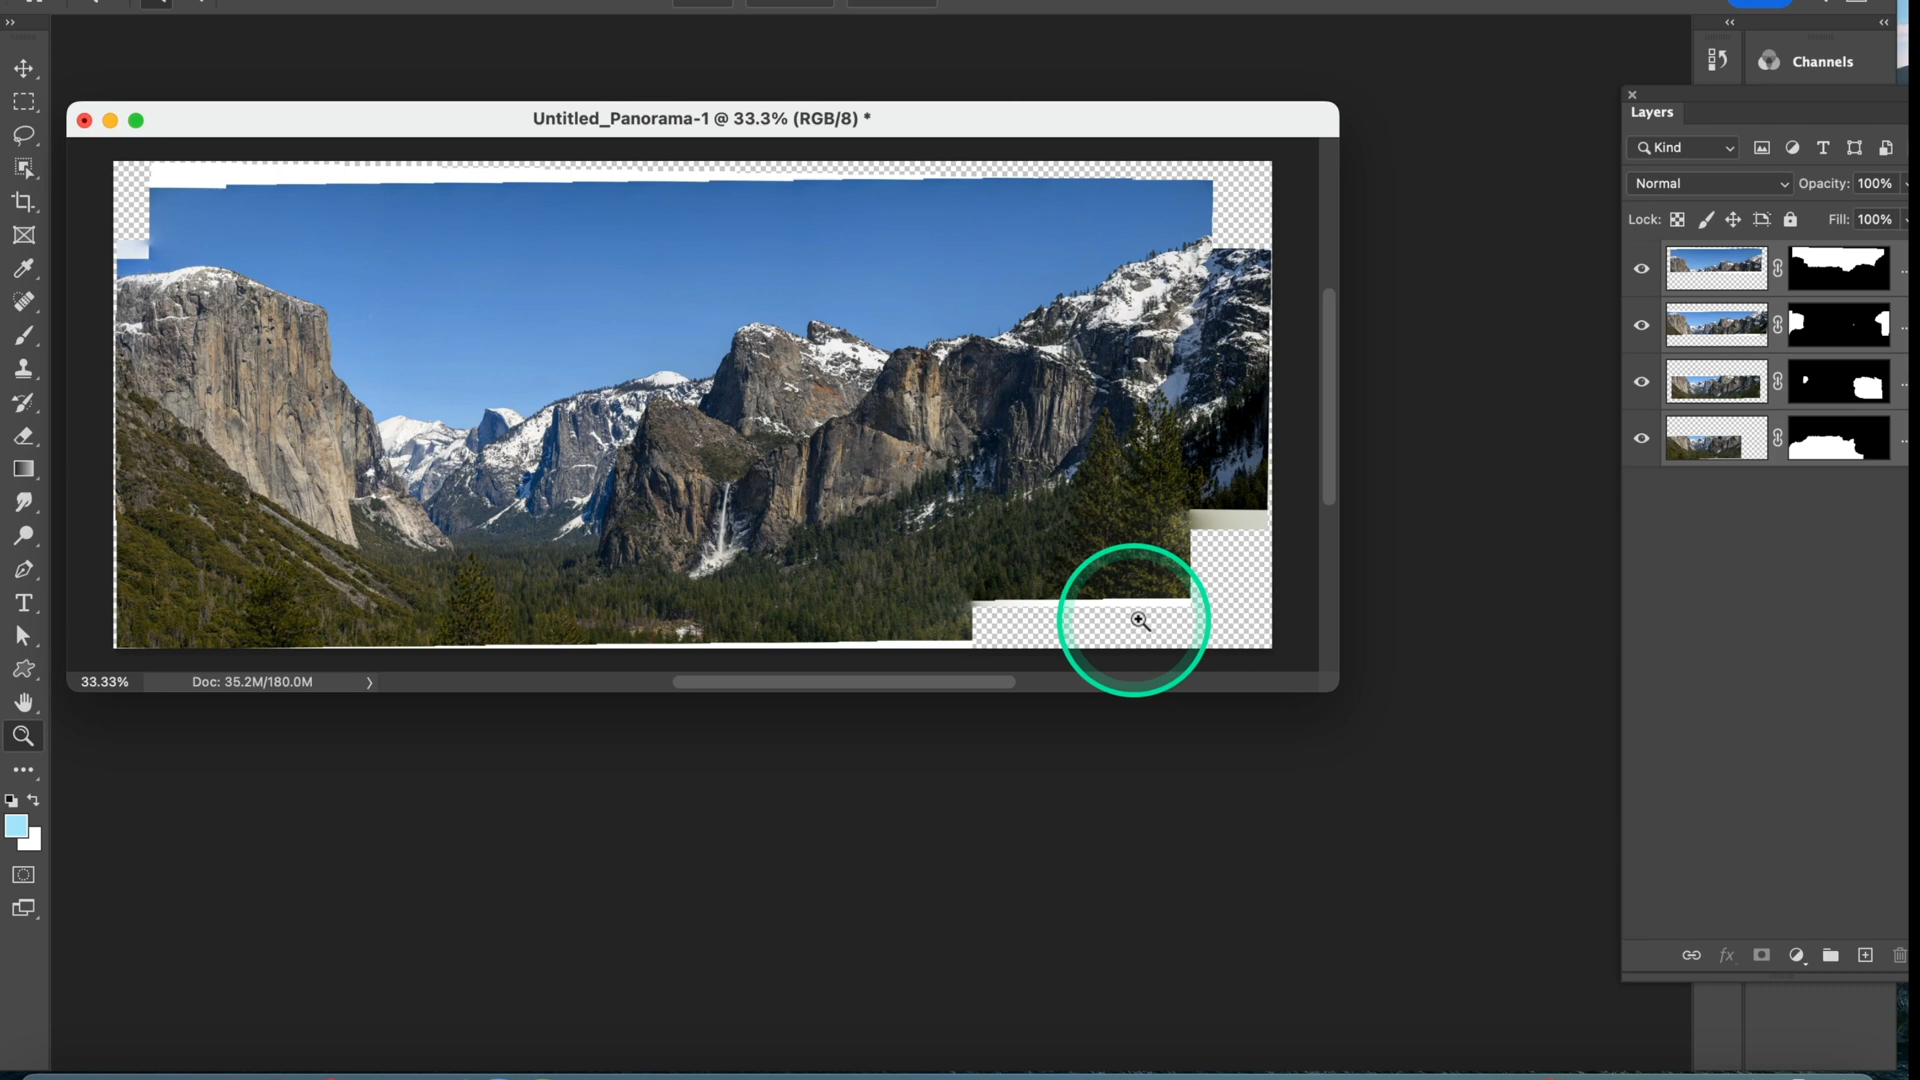 Channels
Untitled_Panorama-1 @ 33.3% (RGB/8) *
Layers
Kind
Normal
Opacity: 100%
Lock:
Fill: 100%
fx
33.33%
Doc: 35.2M/180.0M